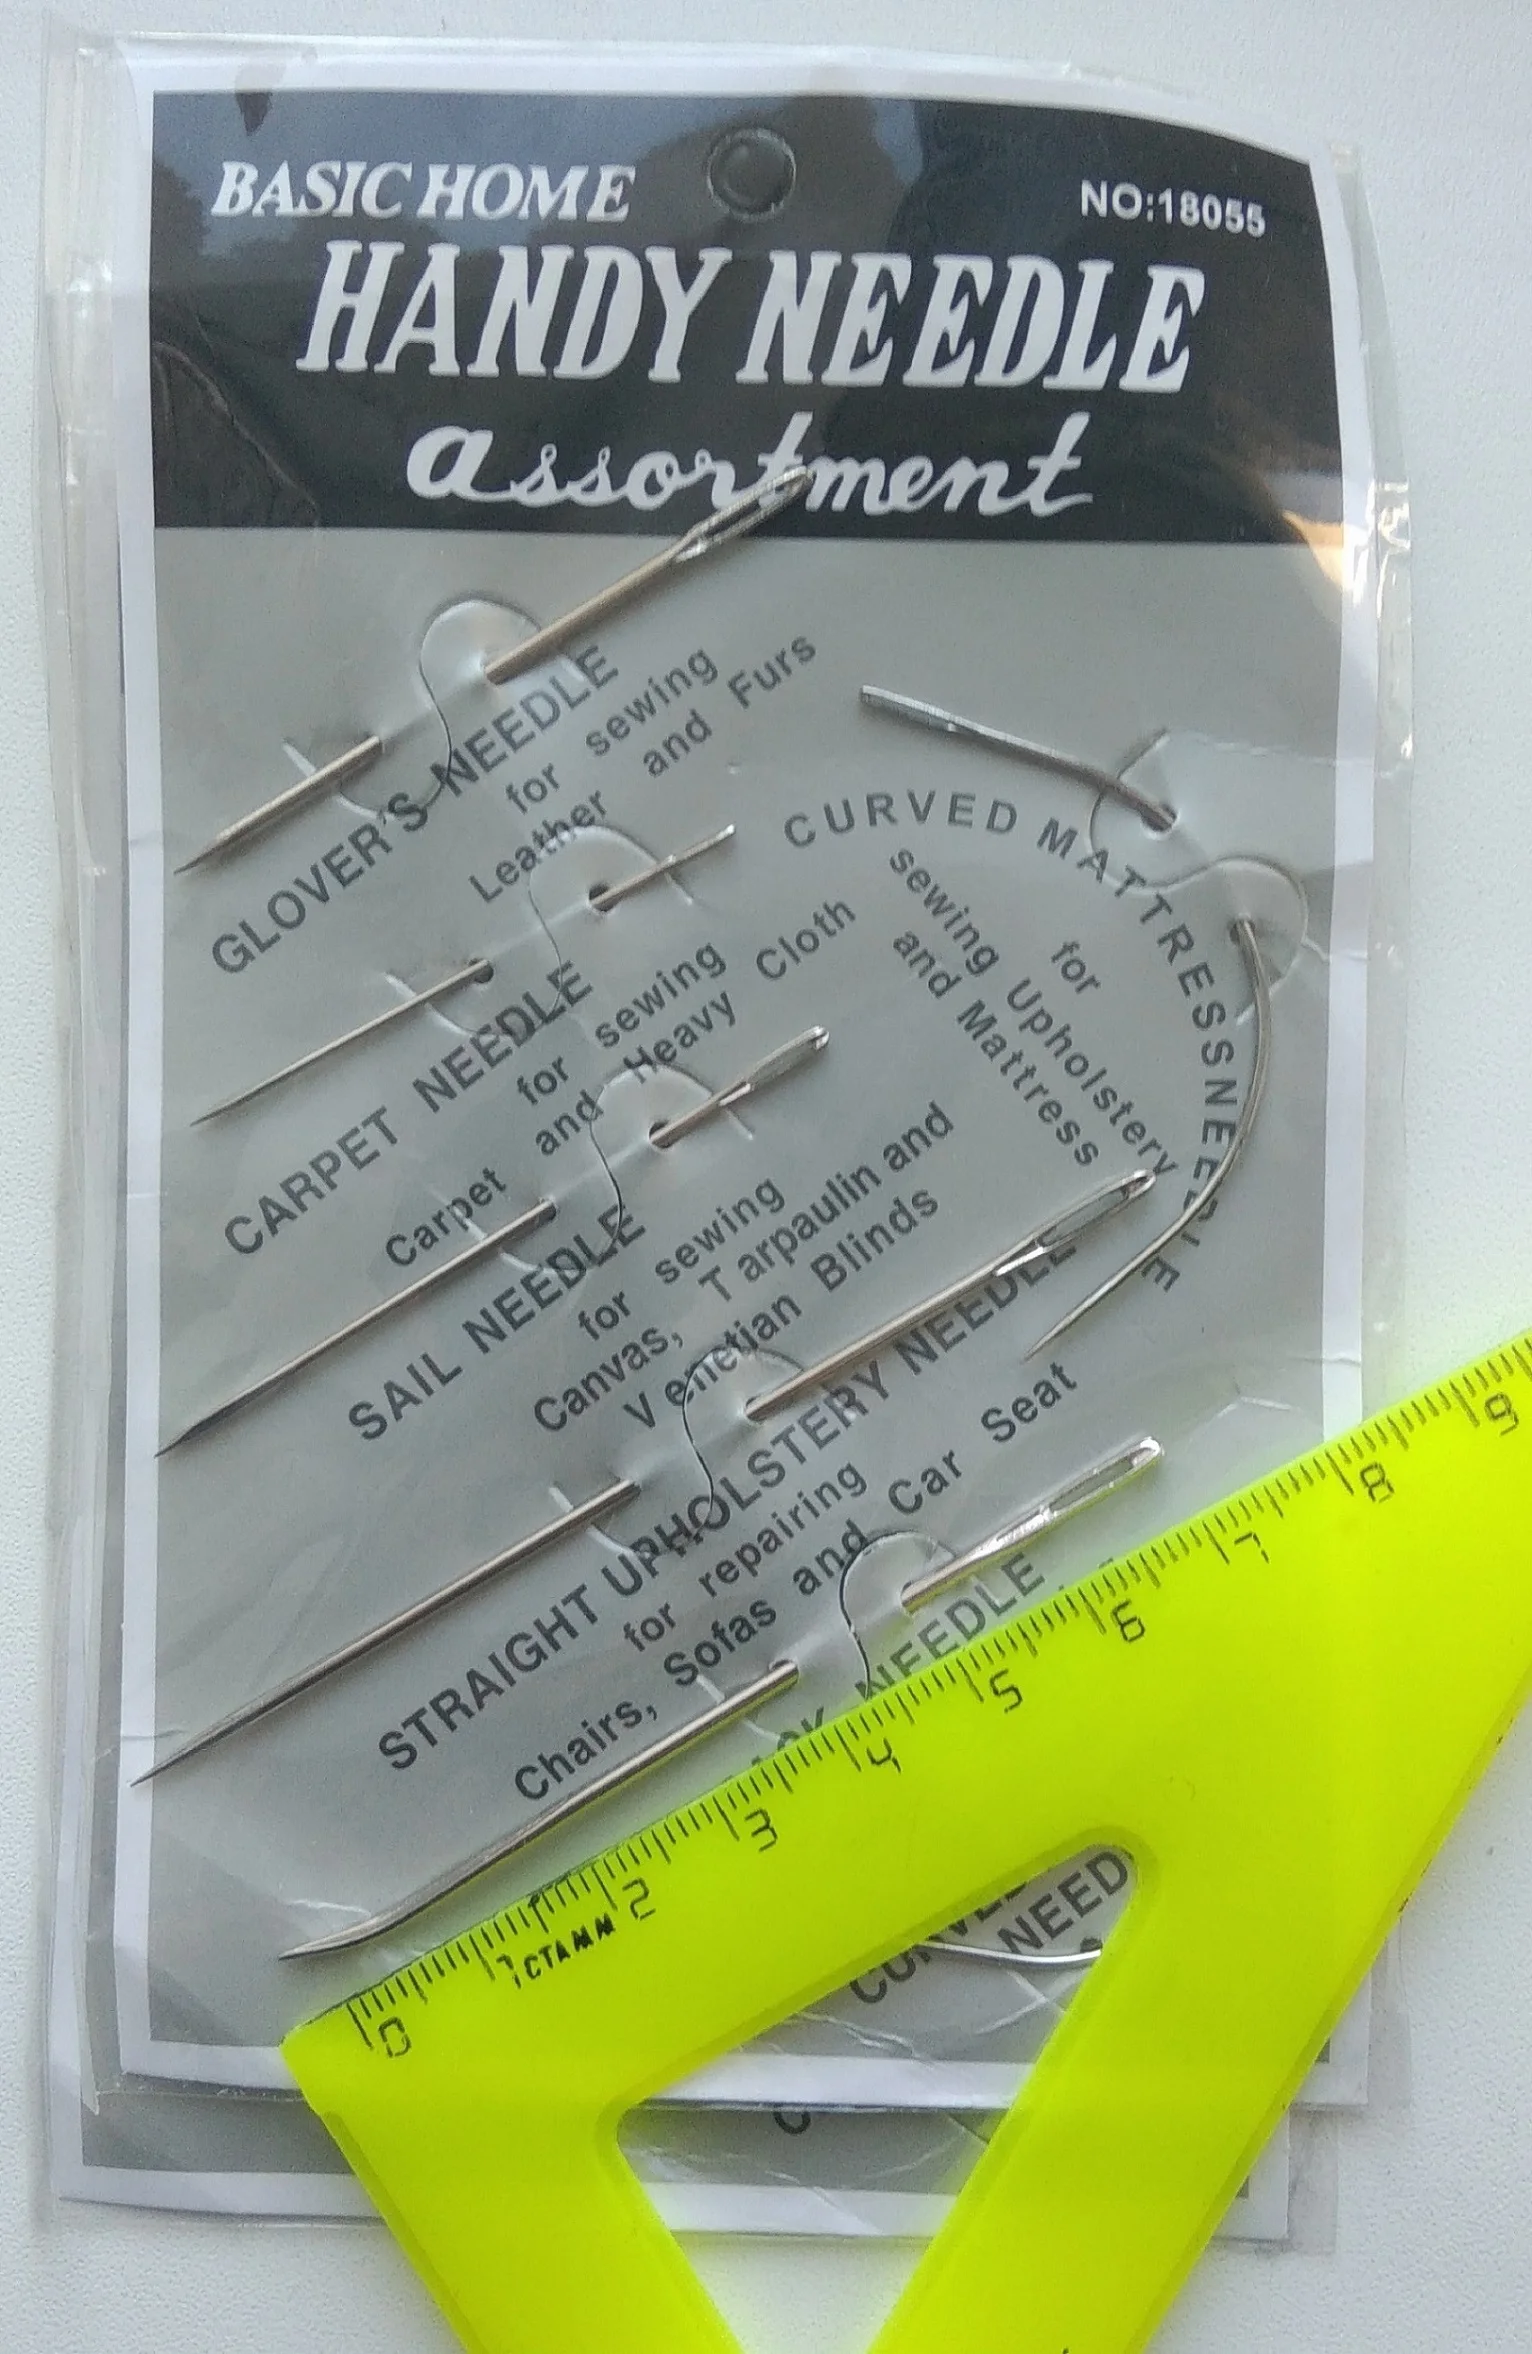 BASIC HOME
NO:18055
HANDY NEEDLE
assortment
GLOVER'S NEEDLE
for sewing
Leather and Furs
CURVED MATTRESSNEEDLE
for
sewing Upholstery
and Mattress
CARPET NEEDLE
for sewing
Carpet and Heavy Cloth
SAIL NEEDLE
for sewing
Canvas, Tarpaulin and
Venetian Blinds
STRAIGHT UPHOLSTERY NEEDLE
for repairing
Chairs, Sofas and Car Seat
NEEDLE
NEED
0 1 2 3 4 5 6 7 8 9
СТАММ